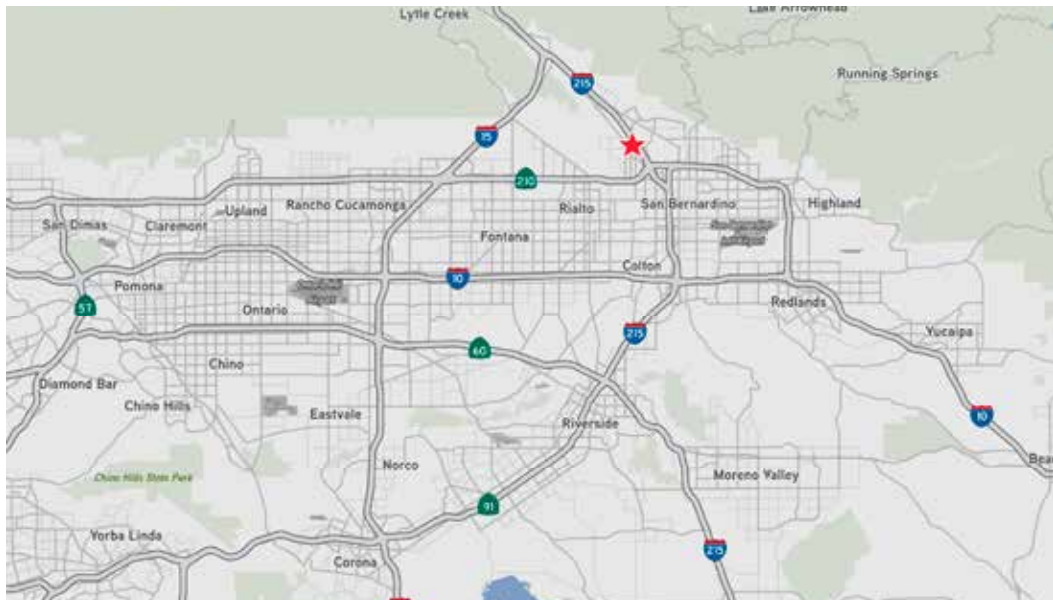 Lytle Creek
Lake Arrowhead
Running Springs
215
15
210
Rancho Cucamonga
Rialto
San Bernardino
Highland
San Dimas
Claremont
Upland
Fontana
Colton
10
Pomona
57
Ontario
Redlands
215
Yucaipa
60
Chino
Diamond Bar
Chino Hills
Eastvale
Riverside
10
Norco
Moreno Valley
Bea
Chino Hills State Park
91
Yorba Linda
Corona
215